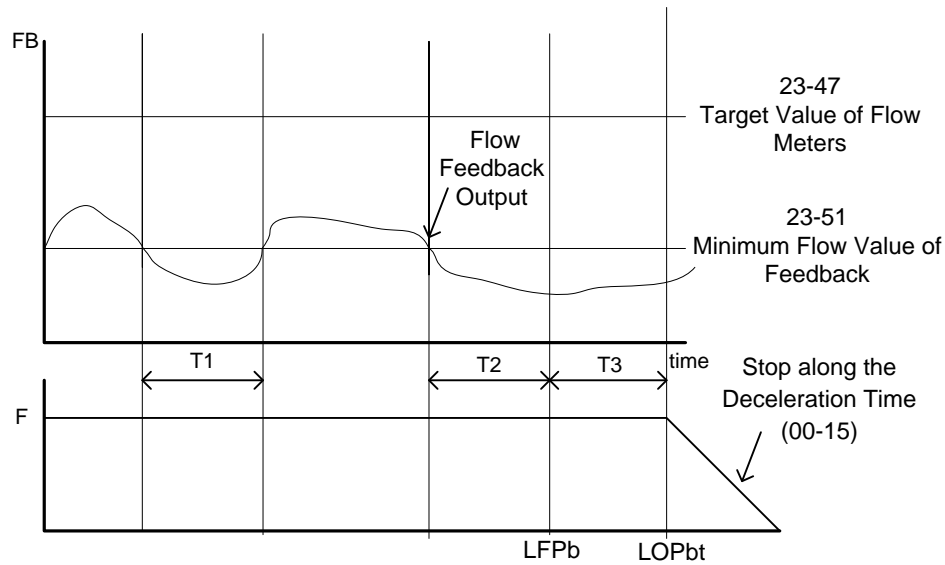 FB
23-47
Target Value of Flow
Meters
Flow
Feedback
Output
23-51
Minimum Flow Value of
Feedback
T1
T2
T3
time
Stop along the
Deceleration Time
(00-15)
F
LFPb
LOPbt